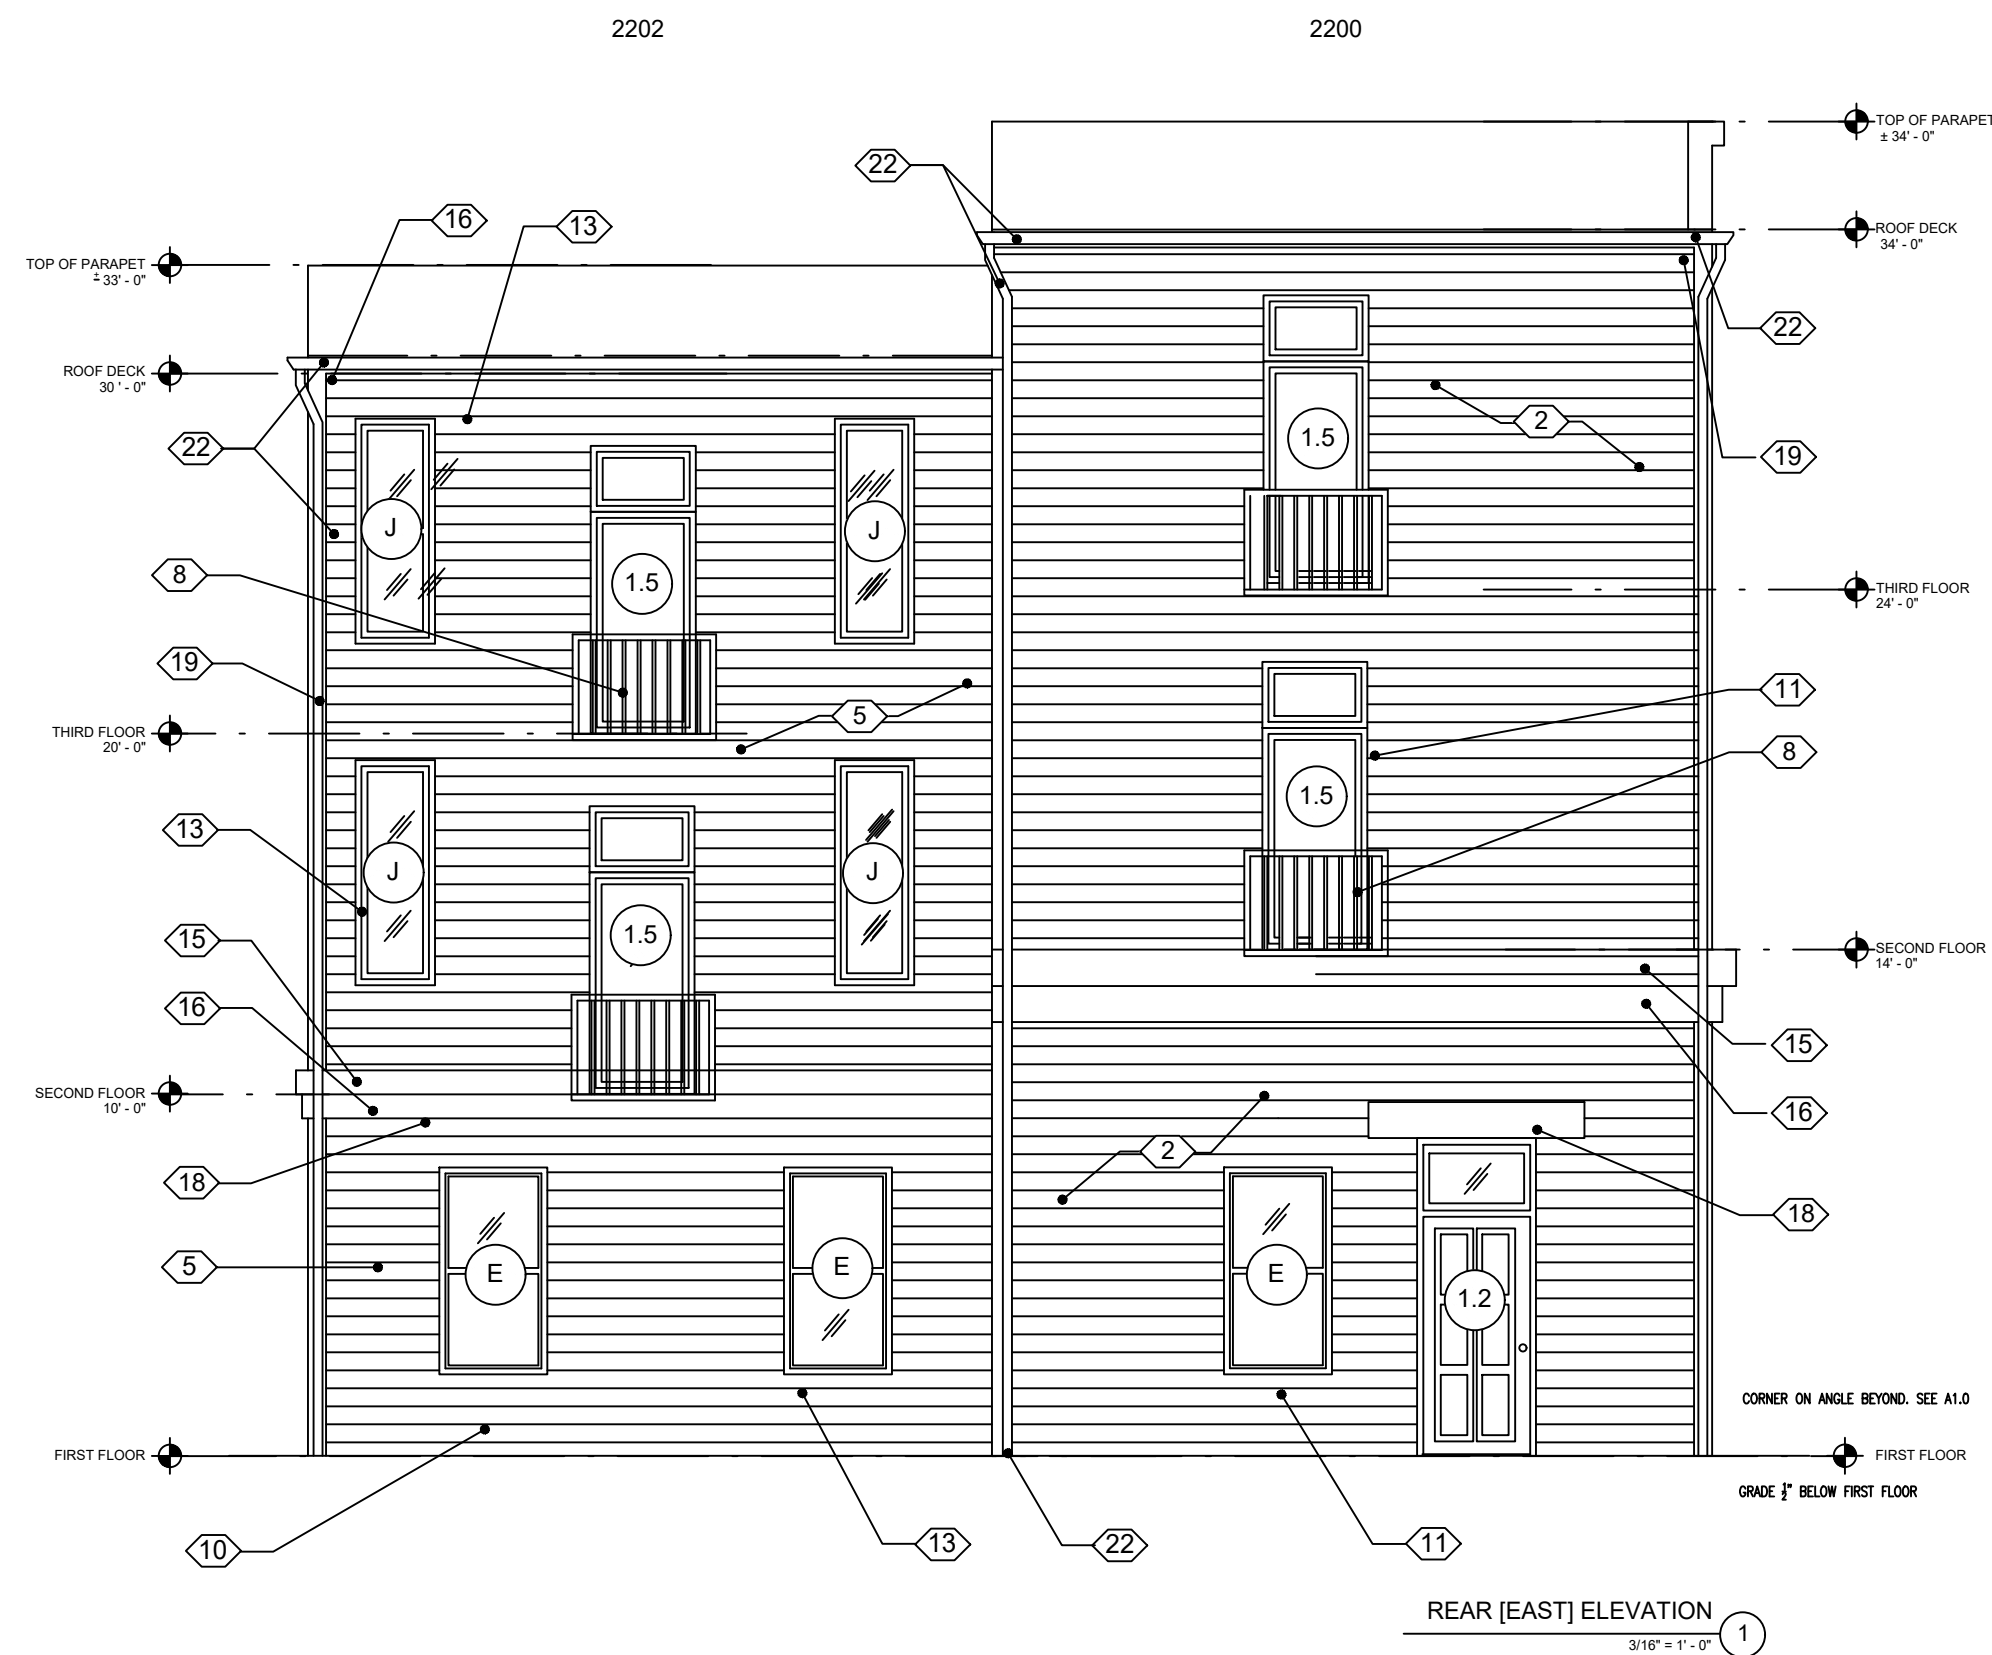 2202
2200
TOP OF PARAPET
± 34' - 0"
22
16
13
ROOF DECK
34' - 0"
TOP OF PARAPET
± 33' - 0"
22
ROOF DECK
30 ' - 0"
2
1.5
22
19
J
J
8
1.5
THIRD FLOOR
24' - 0"
19
11
5
THIRD FLOOR
20' - 0"
8
1.5
13
J
J
15
1.5
SECOND FLOOR
14' - 0"
16
15
SECOND FLOOR
10' - 0"
16
2
18
18
5
E
E
E
1.2
CORNER ON ANGLE BEYOND. SEE A1.0
FIRST FLOOR
FIRST FLOOR
GRADE ½" BELOW FIRST FLOOR
10
13
22
11
REAR [EAST] ELEVATION
3/16" = 1' - 0"
1